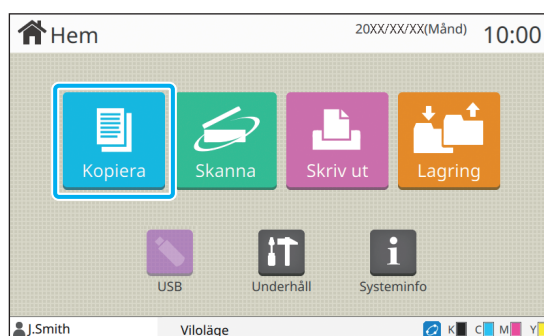 Hem 20XX/XX/XX(Månd) 10:00
Kopiera Skanna Skriv ut Lagring
USB Underhåll Systeminfo
J.Smith Viloläge K C M Y